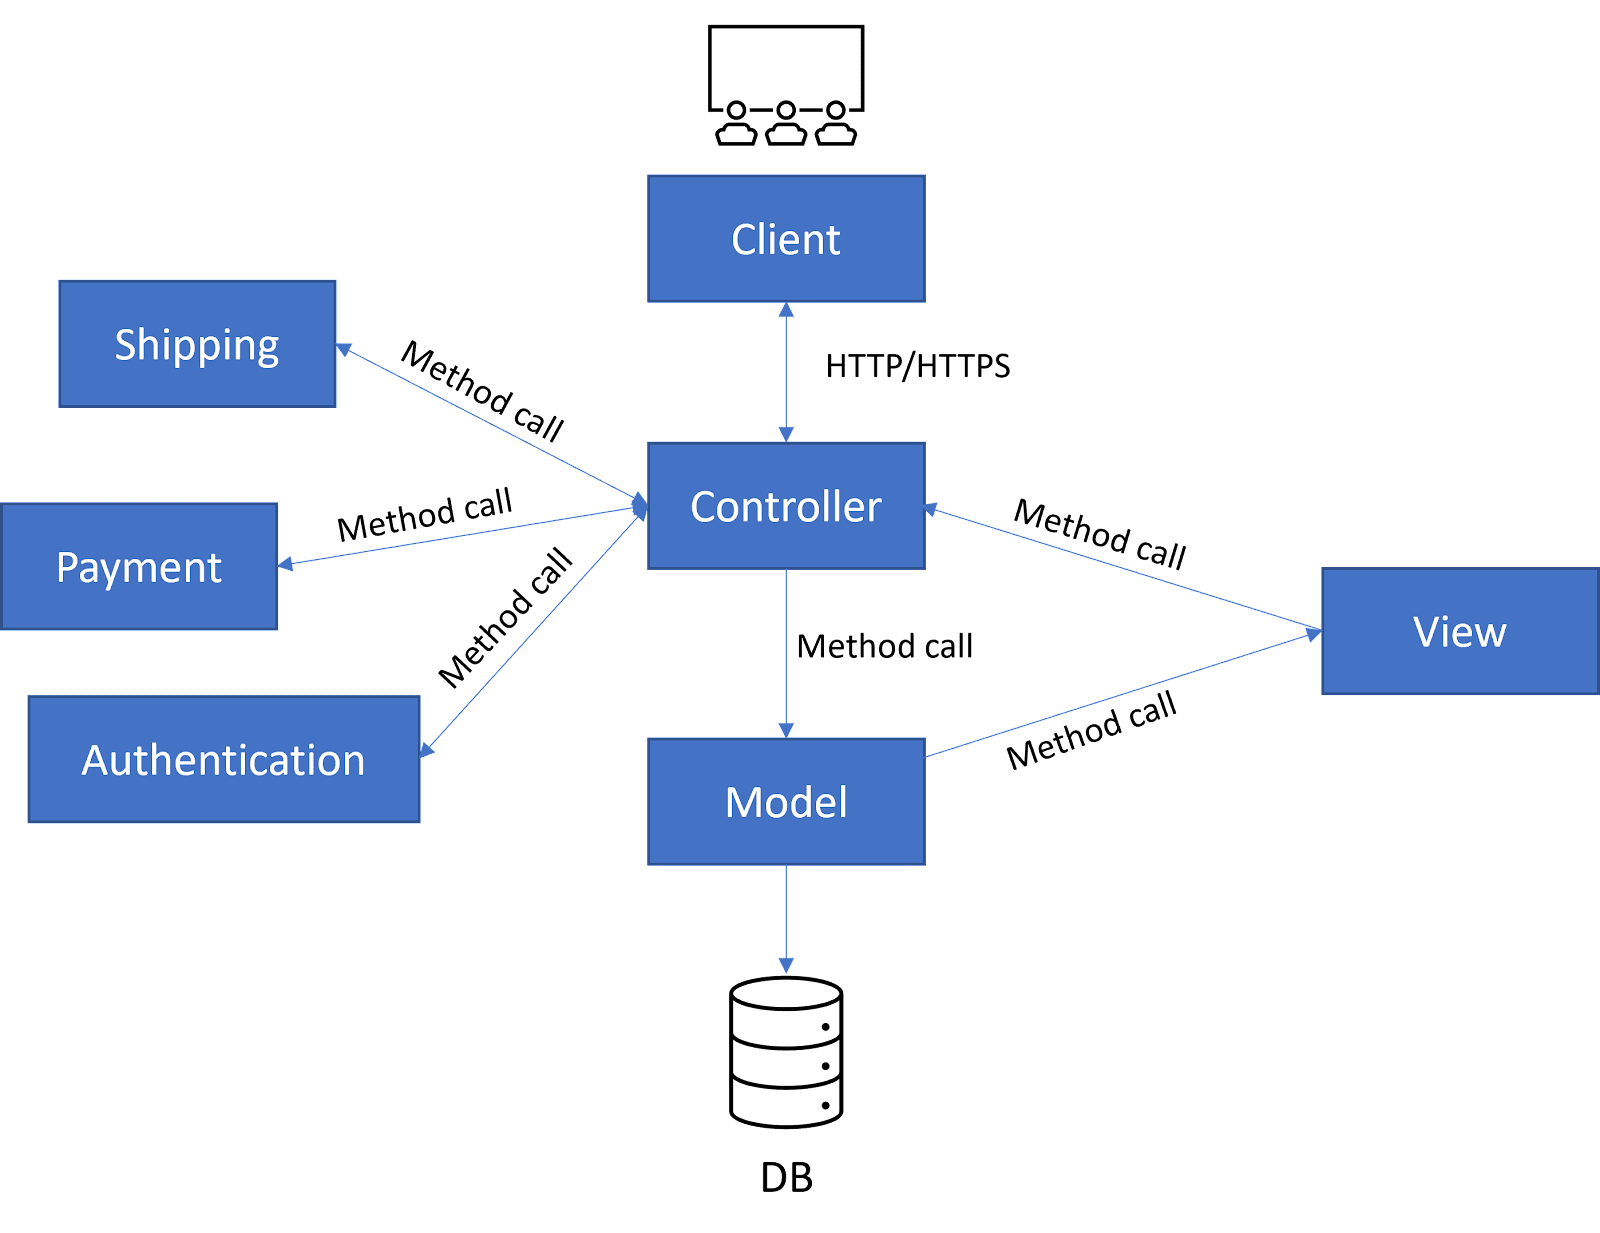 Client
HTTP/HTTPS
Shipping
Method call
Payment
Method call
Authentication
Method call
Controller
Method call
View
Method call
Method call
Model
DB